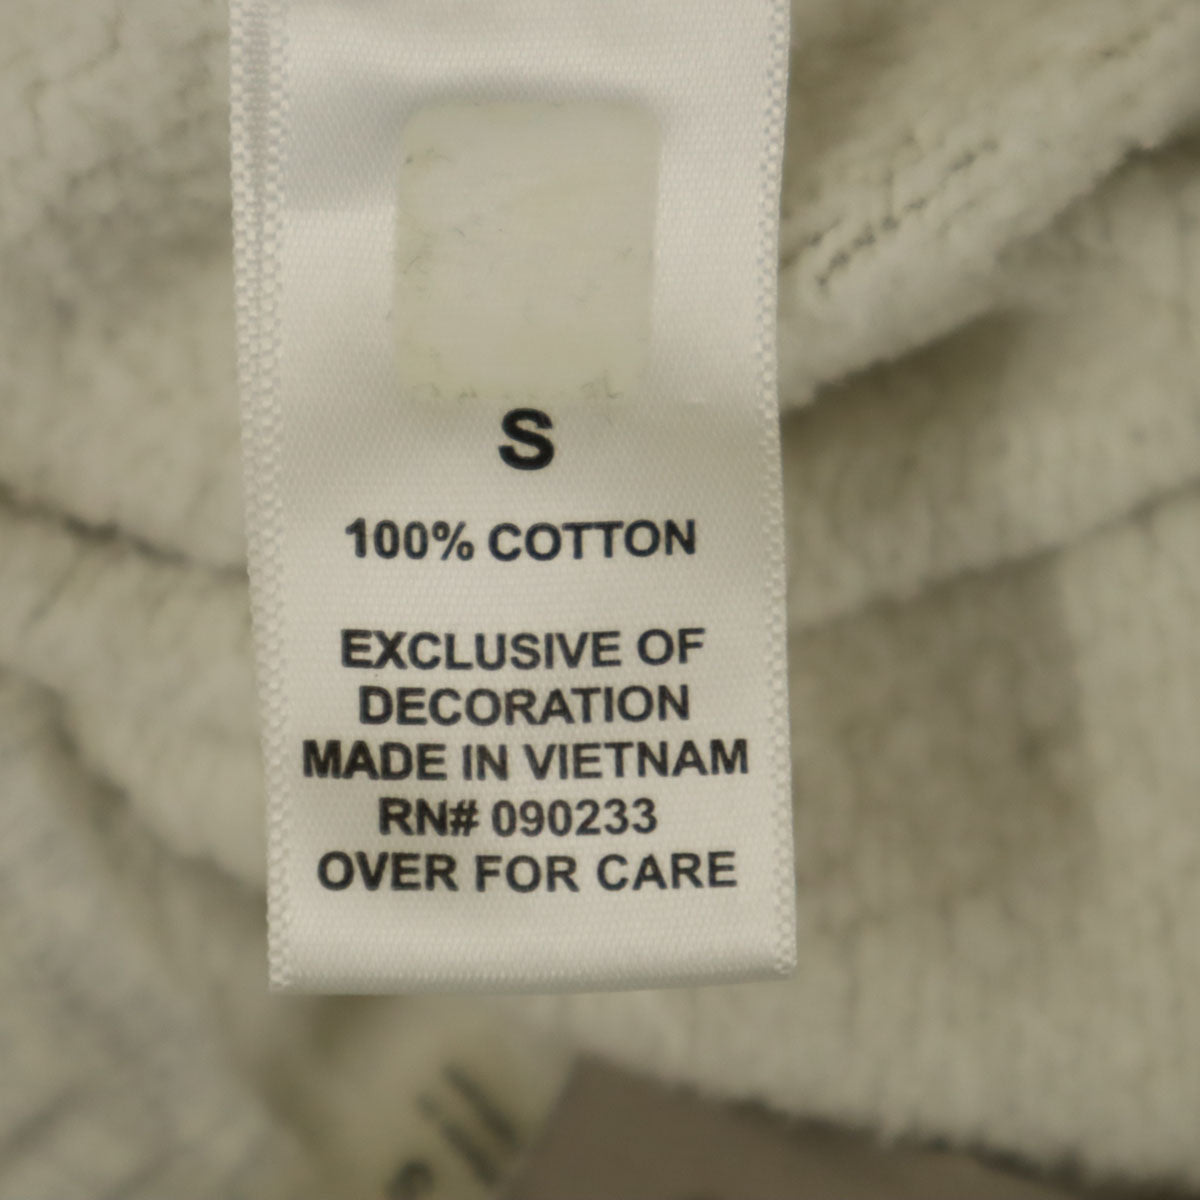 S
100% COTTON
EXCLUSIVE OF
DECORATION
MADE IN VIETNAM
RN# 090233
OVER FOR CARE